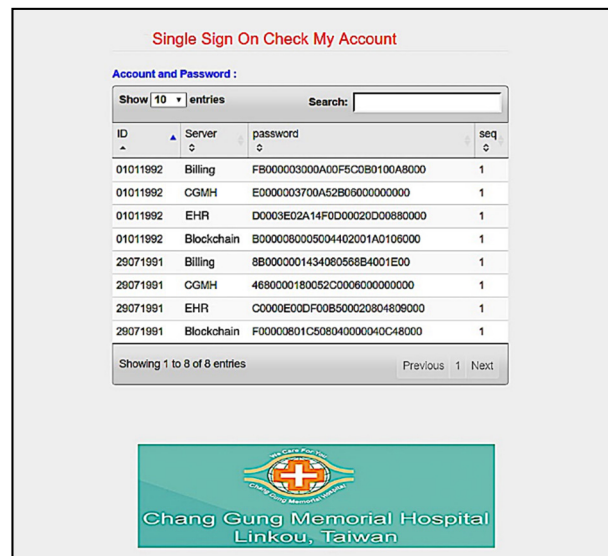 Single Sign On Check My Account
Account and Password :
Show 10 entries Search:
ID Server password seq
01011992 Billing FB000003000A00F5C0B0100A8000 1
01011992 CGMH E0000003700A52B06000000000 1
01011992 EHR D0003E02A14F0D00020D00880000 1
01011992 Blockchain B0000080005004402001A0106000 1
29071991 Billing 8B0000001434080568B4001E00 1
29071991 CGMH 4680000180052C0006000000000 1
29071991 EHR C0000E00DF00B500020804809000 1
29071991 Blockchain F00000801C508040000040C48000 1
Showing 1 to 8 of 8 entries Previous 1 Next
We Care For You
Chang Gung Memorial Hospital
Chang Gung Memorial Hospital
Linkou, Taiwan